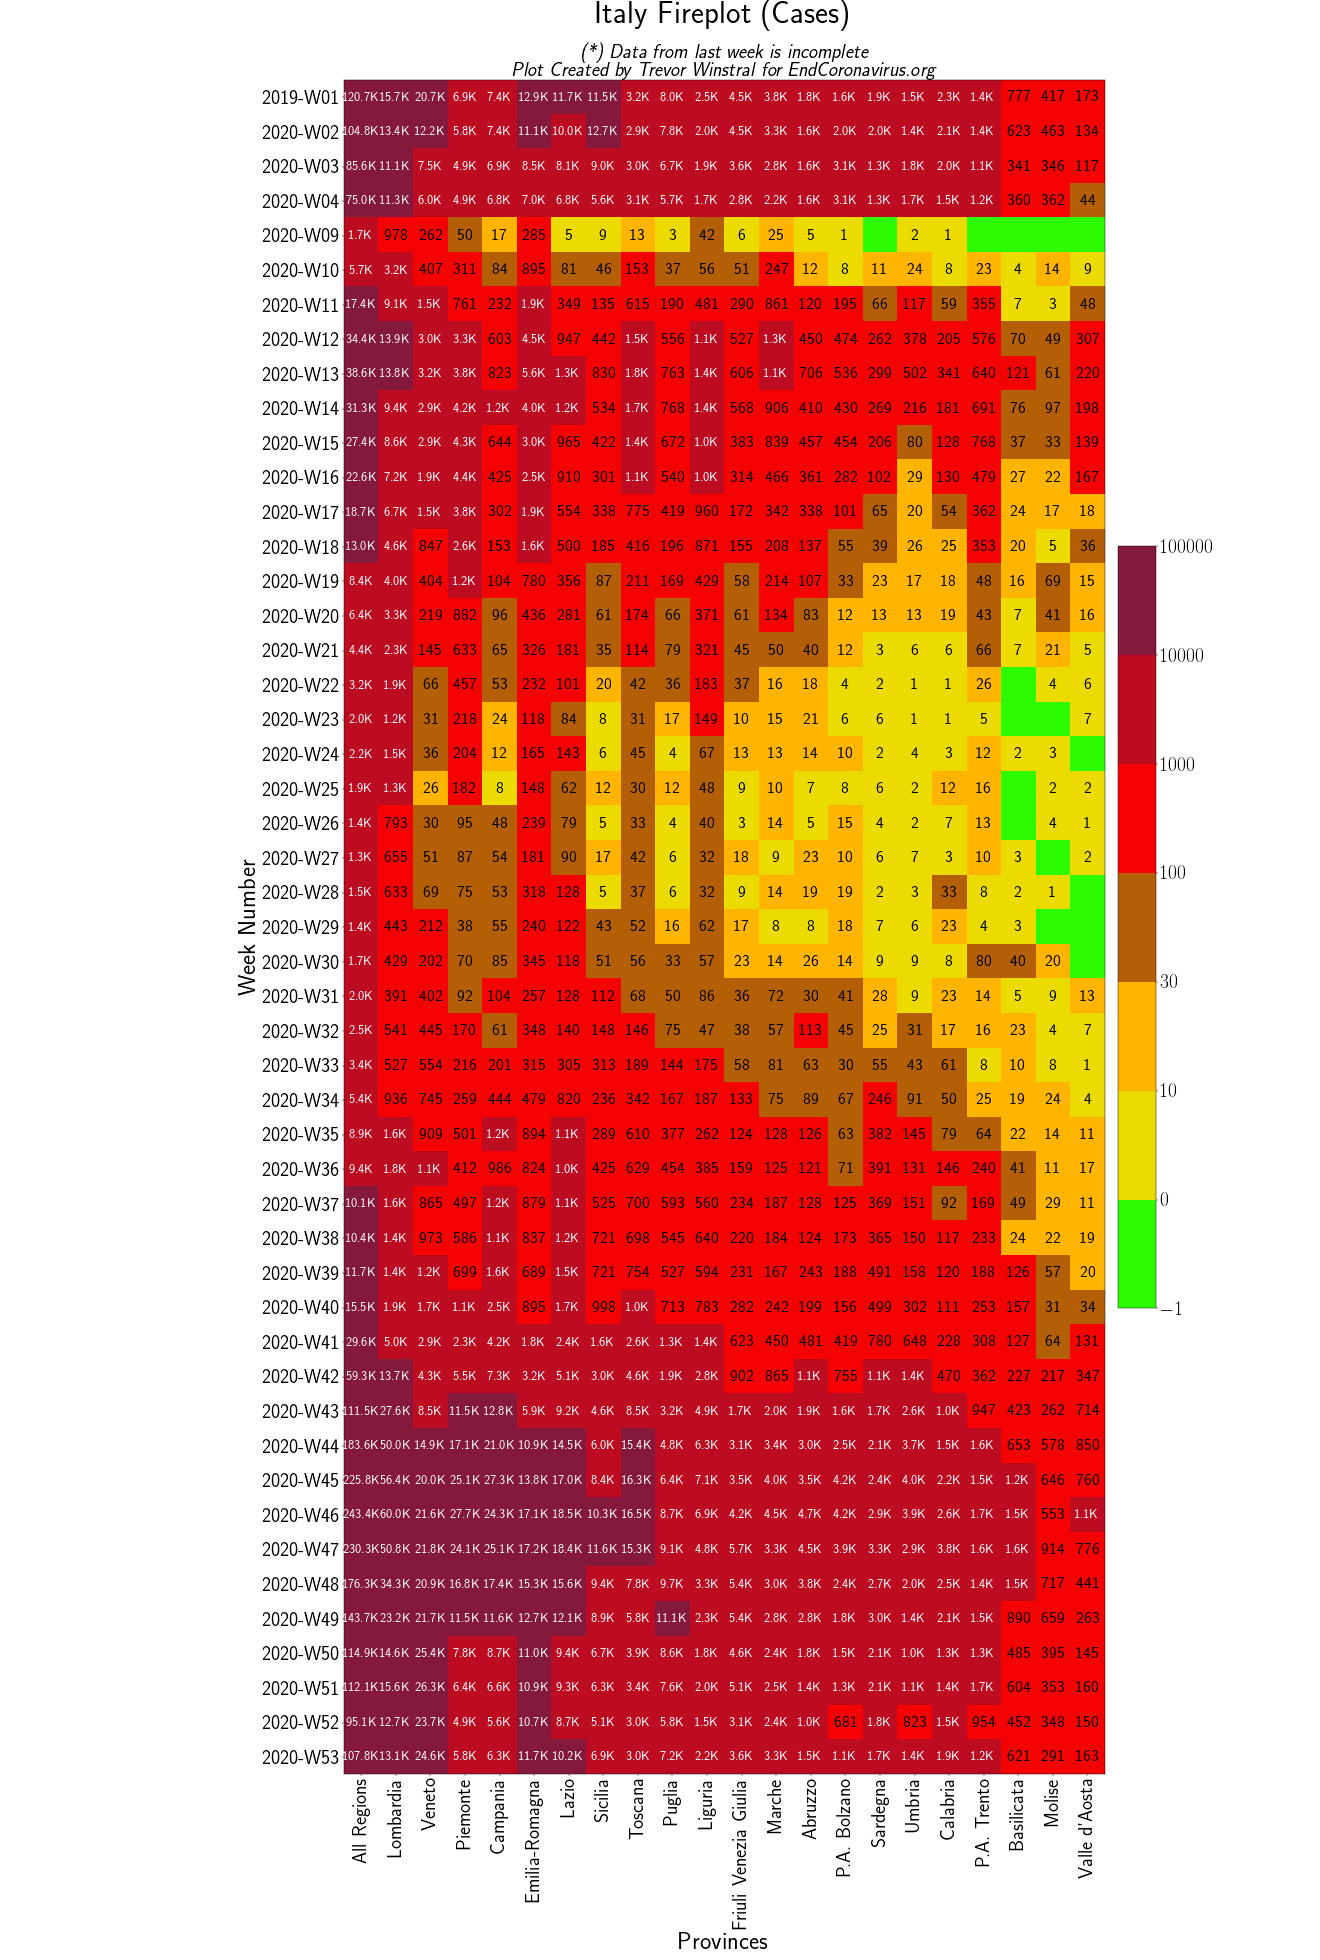 Italy Fireplot (Cases)
(*) Data from last week is incomplete
Plot Created by Trevor Winstral for EndCoronavirus.org
2019-W01 120.7K 15.7K 20.7K 6.9K 7.4K 12.9K 11.7K 11.5K 3.2K 8.0K 2.5K 4.5K 3.8K 1.8K 1.6K 1.9K 1.5K 2.3K 1.4K 777 417 173
2020-W02 104.8K 13.4K 12.2K 5.8K 7.4K 11.1K 10.0K 12.7K 2.9K 7.8K 2.0K 4.5K 3.3K 1.6K 2.0K 2.0K 1.4K 2.1K 1.4K 623 463 134
2020-W03 85.6K 11.1K 7.5K 4.9K 6.9K 8.5K 8.1K 9.0K 3.0K 6.7K 1.9K 3.6K 2.8K 1.6K 3.1K 1.3K 1.8K 2.0K 1.1K 341 346 117
2020-W04 75.0K 11.3K 6.0K 4.9K 6.8K 7.0K 6.8K 5.6K 3.1K 5.7K 1.7K 2.8K 2.2K 1.6K 3.1K 1.3K 1.7K 1.5K 1.2K 360 362 44
2020-W09 1.7K 978 262 50 17 285 5 9 13 3 42 6 25 5 1 2 1
2020-W10 5.7K 3.2K 407 311 84 895 81 46 153 37 56 51 247 12 8 11 24 8 23 4 14 9
2020-W11 17.4K 9.1K 1.5K 761 232 1.9K 349 135 615 190 481 290 861 120 195 66 117 59 355 7 3 48
2020-W12 34.4K 13.9K 3.0K 3.3K 603 4.5K 947 442 1.5K 556 1.1K 527 1.3K 450 474 262 378 205 576 70 49 307
2020-W13 38.6K 13.8K 3.2K 3.8K 823 5.6K 1.3K 830 1.8K 763 1.4K 606 1.1K 706 536 299 502 341 640 121 61 220
2020-W14 31.3K 9.4K 2.9K 4.2K 1.2K 4.0K 1.2K 534 1.7K 768 1.4K 568 906 410 430 269 216 181 691 76 97 198
2020-W15 27.4K 8.6K 2.9K 4.3K 644 3.0K 965 422 1.4K 672 1.0K 383 839 457 454 206 80 128 768 37 33 139
2020-W16 22.6K 7.2K 1.9K 4.4K 425 2.5K 910 301 1.1K 540 1.0K 314 466 361 282 102 29 130 479 27 22 167
2020-W17 18.7K 6.7K 1.5K 3.8K 302 1.9K 554 338 775 419 960 172 342 338 101 65 20 54 362 24 17 18
2020-W18 13.0K 4.6K 847 2.6K 153 1.6K 500 185 416 196 871 155 208 137 55 39 26 25 353 20 5 36
2020-W19 8.4K 4.0K 404 1.2K 104 780 356 87 211 169 429 58 214 107 33 23 17 18 48 16 69 15
2020-W20 6.4K 3.3K 219 882 96 436 281 61 174 66 371 61 134 83 12 13 13 19 43 7 41 16
2020-W21 4.4K 2.3K 145 633 65 326 181 35 114 79 321 45 50 40 12 3 6 6 66 7 21 5
2020-W22 3.2K 1.9K 66 457 53 232 101 20 42 36 183 37 16 18 4 2 1 1 26 4 6
2020-W23 2.0K 1.2K 31 218 24 118 84 8 31 17 149 10 15 21 6 6 1 1 5 7
2020-W24 2.2K 1.5K 36 204 12 165 143 6 45 4 67 13 13 14 10 2 4 3 12 2 3
2020-W25 1.9K 1.3K 26 182 8 148 62 12 30 12 48 9 10 7 8 6 2 12 16 2 2
2020-W26 1.4K 793 30 95 48 239 79 5 33 4 40 3 14 5 15 4 2 7 13 4 1
2020-W27 1.3K 655 51 87 54 181 90 17 42 6 32 18 9 23 10 6 7 3 10 3 2
2020-W28 1.5K 633 69 75 53 318 128 5 37 6 32 9 14 19 19 2 3 33 8 2 1
2020-W29 1.4K 443 212 38 55 240 122 43 52 16 62 17 8 8 18 7 6 23 4 3
2020-W30 1.7K 429 202 70 85 345 118 51 56 33 57 23 14 26 14 9 9 8 80 40 20
2020-W31 2.0K 391 402 92 104 257 128 112 68 50 86 36 72 30 41 28 9 23 14 5 9 13
2020-W32 2.5K 541 445 170 61 348 140 148 146 75 47 38 57 113 45 25 31 17 16 23 4 7
2020-W33 3.4K 527 554 216 201 315 305 313 189 144 175 58 81 63 30 55 43 61 8 10 8 1
2020-W34 5.4K 936 745 259 444 479 820 236 342 167 187 133 75 89 67 246 91 50 25 19 24 4
2020-W35 8.9K 1.6K 909 501 1.2K 894 1.1K 289 610 377 262 124 128 126 63 382 145 79 64 22 14 11
2020-W36 9.4K 1.8K 1.1K 412 986 824 1.0K 425 629 454 385 159 125 121 71 391 131 146 240 41 11 17
2020-W37 10.1K 1.6K 865 497 1.2K 879 1.1K 525 700 593 560 234 187 128 125 369 151 92 169 49 29 11
2020-W38 10.4K 1.4K 973 586 1.1K 837 1.2K 721 698 545 640 220 184 124 173 365 150 117 233 24 22 19
2020-W39 11.7K 1.4K 1.2K 699 1.6K 689 1.5K 721 754 527 594 231 167 243 188 491 158 120 188 126 57 20
2020-W40 15.5K 1.9K 1.7K 1.1K 2.5K 895 1.7K 998 1.0K 713 783 282 242 199 156 499 302 111 253 157 31 34
2020-W41 29.6K 5.0K 2.9K 2.3K 4.2K 1.8K 2.4K 1.6K 2.6K 1.3K 1.4K 623 450 481 419 780 648 228 308 127 64 131
2020-W42 59.3K 13.7K 4.3K 5.5K 7.3K 3.2K 5.1K 3.0K 4.6K 1.9K 2.8K 902 865 1.1K 755 1.1K 1.4K 470 362 227 217 347
2020-W43 111.5K 27.6K 8.5K 11.5K 12.8K 5.9K 9.2K 4.6K 8.5K 3.2K 4.9K 1.7K 2.0K 1.9K 1.6K 1.7K 2.6K 1.0K 947 423 262 714
2020-W44 183.6K 50.0K 14.9K 17.1K 21.0K 10.9K 14.5K 6.0K 15.4K 4.8K 6.3K 3.1K 3.4K 3.0K 2.5K 2.1K 3.7K 1.5K 1.6K 653 578 850
2020-W45 225.8K 56.4K 20.0K 25.1K 27.3K 13.8K 17.0K 8.4K 16.3K 6.4K 7.1K 3.5K 4.0K 3.5K 4.2K 2.4K 4.0K 2.2K 1.5K 1.2K 646 760
2020-W46 243.4K 60.0K 21.6K 27.7K 24.3K 17.1K 18.5K 10.3K 16.5K 8.7K 6.9K 4.2K 4.5K 4.7K 4.2K 2.9K 3.9K 2.6K 1.7K 1.5K 553 1.1K
2020-W47 230.3K 50.8K 21.8K 24.1K 25.1K 17.2K 18.4K 11.6K 15.3K 9.1K 4.8K 5.7K 3.3K 4.5K 3.9K 3.3K 2.9K 3.8K 1.6K 1.6K 914 776
2020-W48 176.3K 34.3K 20.9K 16.8K 17.4K 15.3K 15.6K 9.4K 7.8K 9.7K 3.3K 5.4K 3.0K 3.8K 2.4K 2.7K 2.0K 2.5K 1.4K 1.5K 717 441
2020-W49 143.7K 23.2K 21.7K 11.5K 11.6K 12.7K 12.1K 8.9K 5.8K 11.1K 2.3K 5.4K 2.8K 2.8K 1.8K 3.0K 1.4K 2.1K 1.5K 890 659 263
2020-W50 114.9K 14.6K 25.4K 7.8K 8.7K 11.0K 9.4K 6.7K 3.9K 8.6K 1.8K 4.6K 2.4K 1.8K 1.5K 2.1K 1.0K 1.3K 1.3K 485 395 145
2020-W51 112.1K 15.6K 26.3K 6.4K 6.6K 10.9K 9.3K 6.3K 3.4K 7.6K 2.0K 5.1K 2.5K 1.4K 1.3K 2.1K 1.1K 1.4K 1.7K 604 353 160
2020-W52 95.1K 12.7K 23.7K 4.9K 5.6K 10.7K 8.7K 5.1K 3.0K 5.8K 1.5K 3.1K 2.4K 1.0K 681 1.8K 823 1.5K 954 452 348 150
2020-W53 107.8K 13.1K 24.6K 5.8K 6.3K 11.7K 10.2K 6.9K 3.0K 7.2K 2.2K 3.6K 3.3K 1.5K 1.1K 1.7K 1.4K 1.9K 1.2K 621 291 163
Week Number
All Regions
Lombardia
Veneto
Piemonte
Campania
Emilia-Romagna
Lazio
Sicilia
Toscana
Puglia
Liguria
Friuli Venezia Giulia
Marche
Abruzzo
P.A. Bolzano
Sardegna
Umbria
Calabria
P.A. Trento
Basilicata
Molise
Valle d'Aosta
Provinces
100000
10000
1000
100
30
10
0
−1